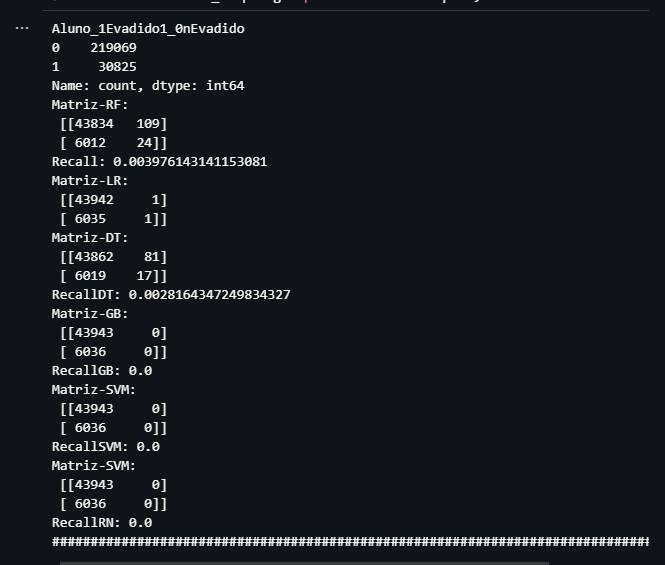 ...
Aluno_1Evadido1_0nEvadido
0    219069
1     30825
Name: count, dtype: int64
Matriz-RF:
 [[43834   109]
 [ 6012    24]]
Recall: 0.003976143141153081
Matriz-LR:
 [[43942     1]
 [ 6035     1]]
Matriz-DT:
 [[43862    81]
 [ 6019    17]]
RecallDT: 0.0028164347249834327
Matriz-GB:
 [[43943     0]
 [ 6036     0]]
RecallGB: 0.0
Matriz-SVM:
 [[43943     0]
 [ 6036     0]]
RecallSVM: 0.0
Matriz-SVM:
 [[43943     0]
 [ 6036     0]]
RecallRN: 0.0
##############################################################################